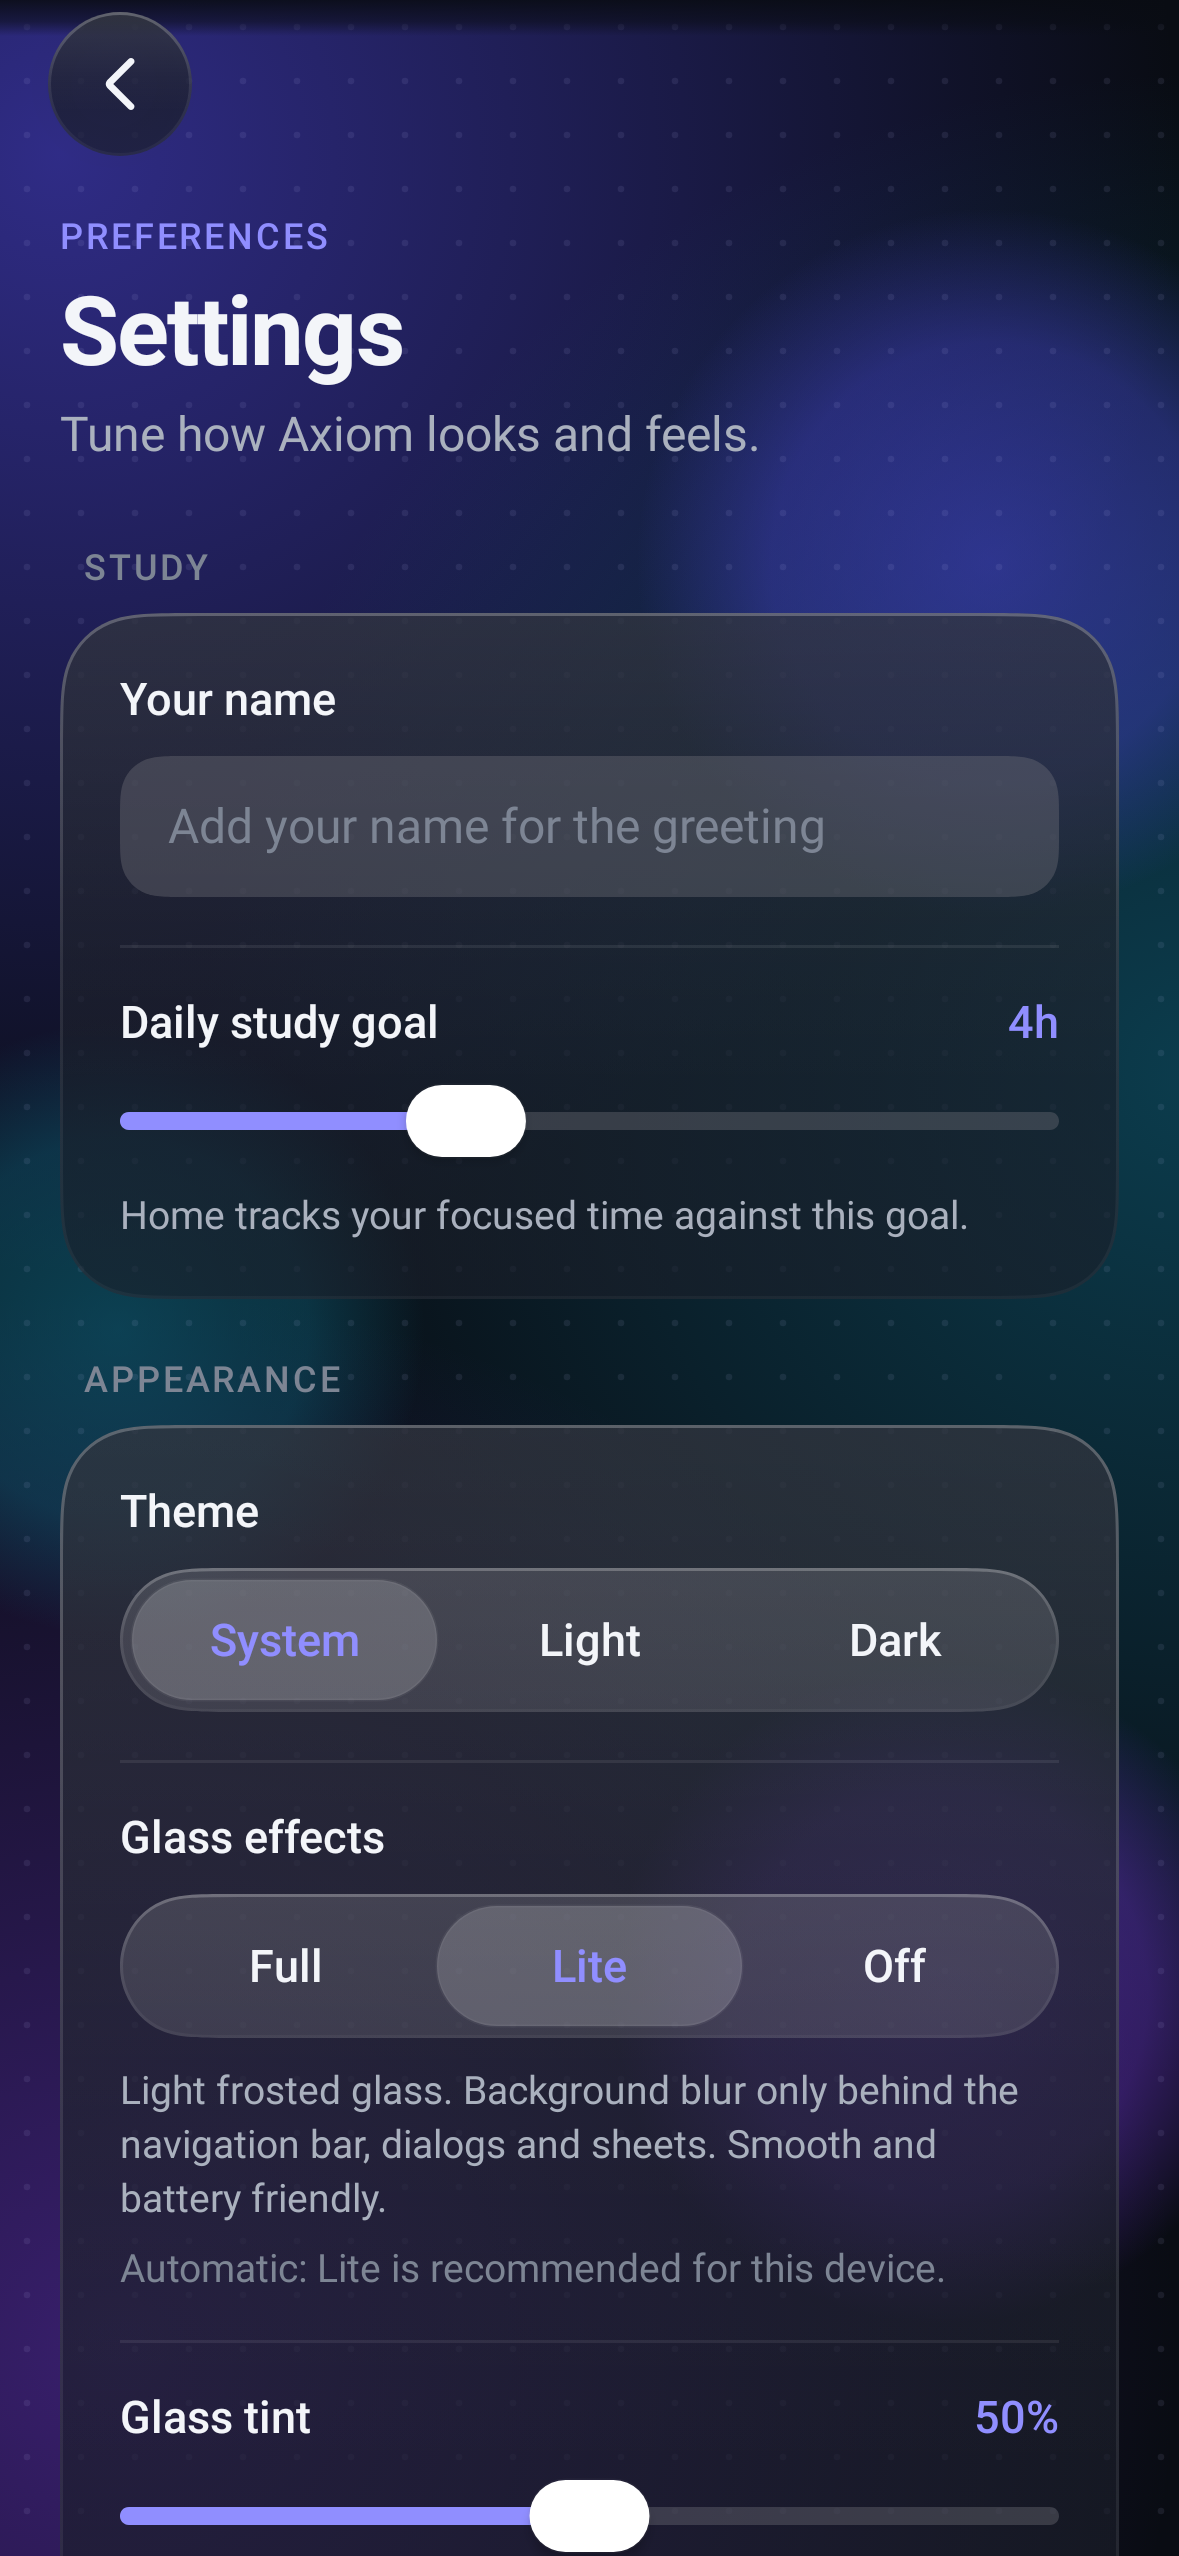 PREFERENCES
Settings
Tune how Axiom looks and feels.
STUDY
Your name
Add your name for the greeting
Daily study goal
4h
Home tracks your focused time against this goal.
APPEARANCE
Theme
System
Light
Dark
Glass effects
Full
Lite
Off
Light frosted glass. Background blur only behind the
navigation bar, dialogs and sheets. Smooth and
battery friendly.
Automatic: Lite is recommended for this device.
Glass tint
50%